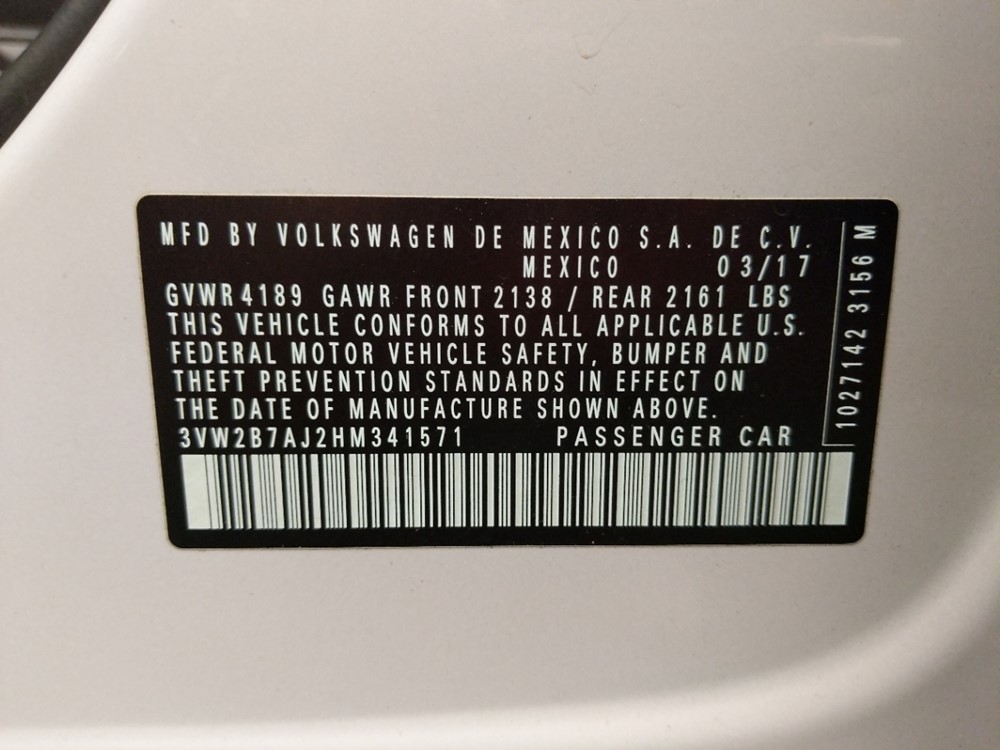 MFD BY VOLKSWAGEN DE MEXICO S.A. DE C.V.
MEXICO 03/17
GVWR 4189 GAWR FRONT 2138 / REAR 2161 LBS
THIS VEHICLE CONFORMS TO ALL APPLICABLE U.S.
FEDERAL MOTOR VEHICLE SAFETY, BUMPER AND
THEFT PREVENTION STANDARDS IN EFFECT ON
THE DATE OF MANUFACTURE SHOWN ABOVE.
3VW2B7AJ2HM341571 PASSENGER CAR
1027142 3156 M